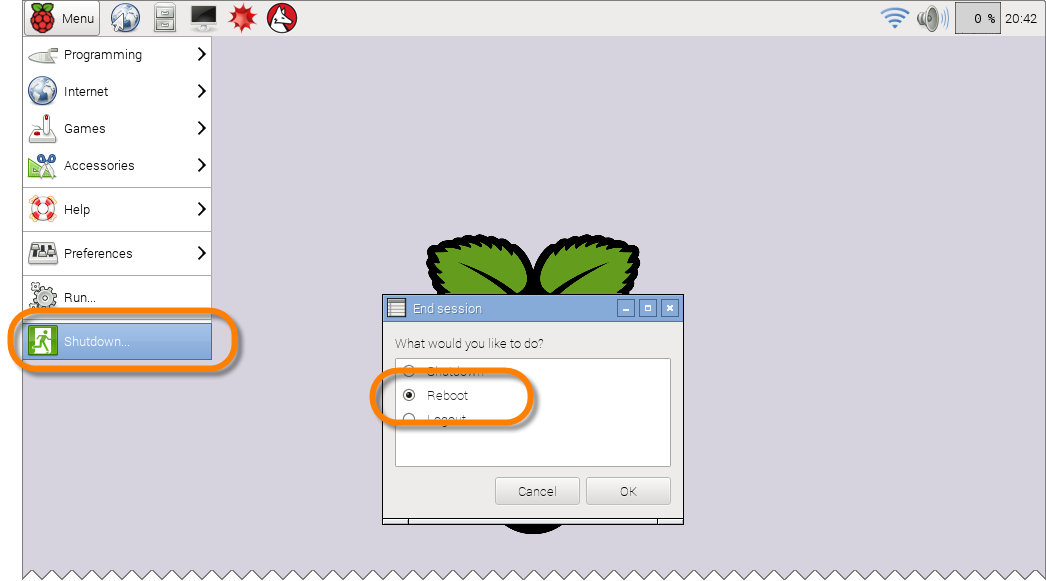 Menu
0 %
20:42
Programming
Internet
Games
Accessories
Help
Preferences
Run...
Shutdown...
End session
What would you like to do?
Shutdown
Reboot
Logout
Cancel
OK